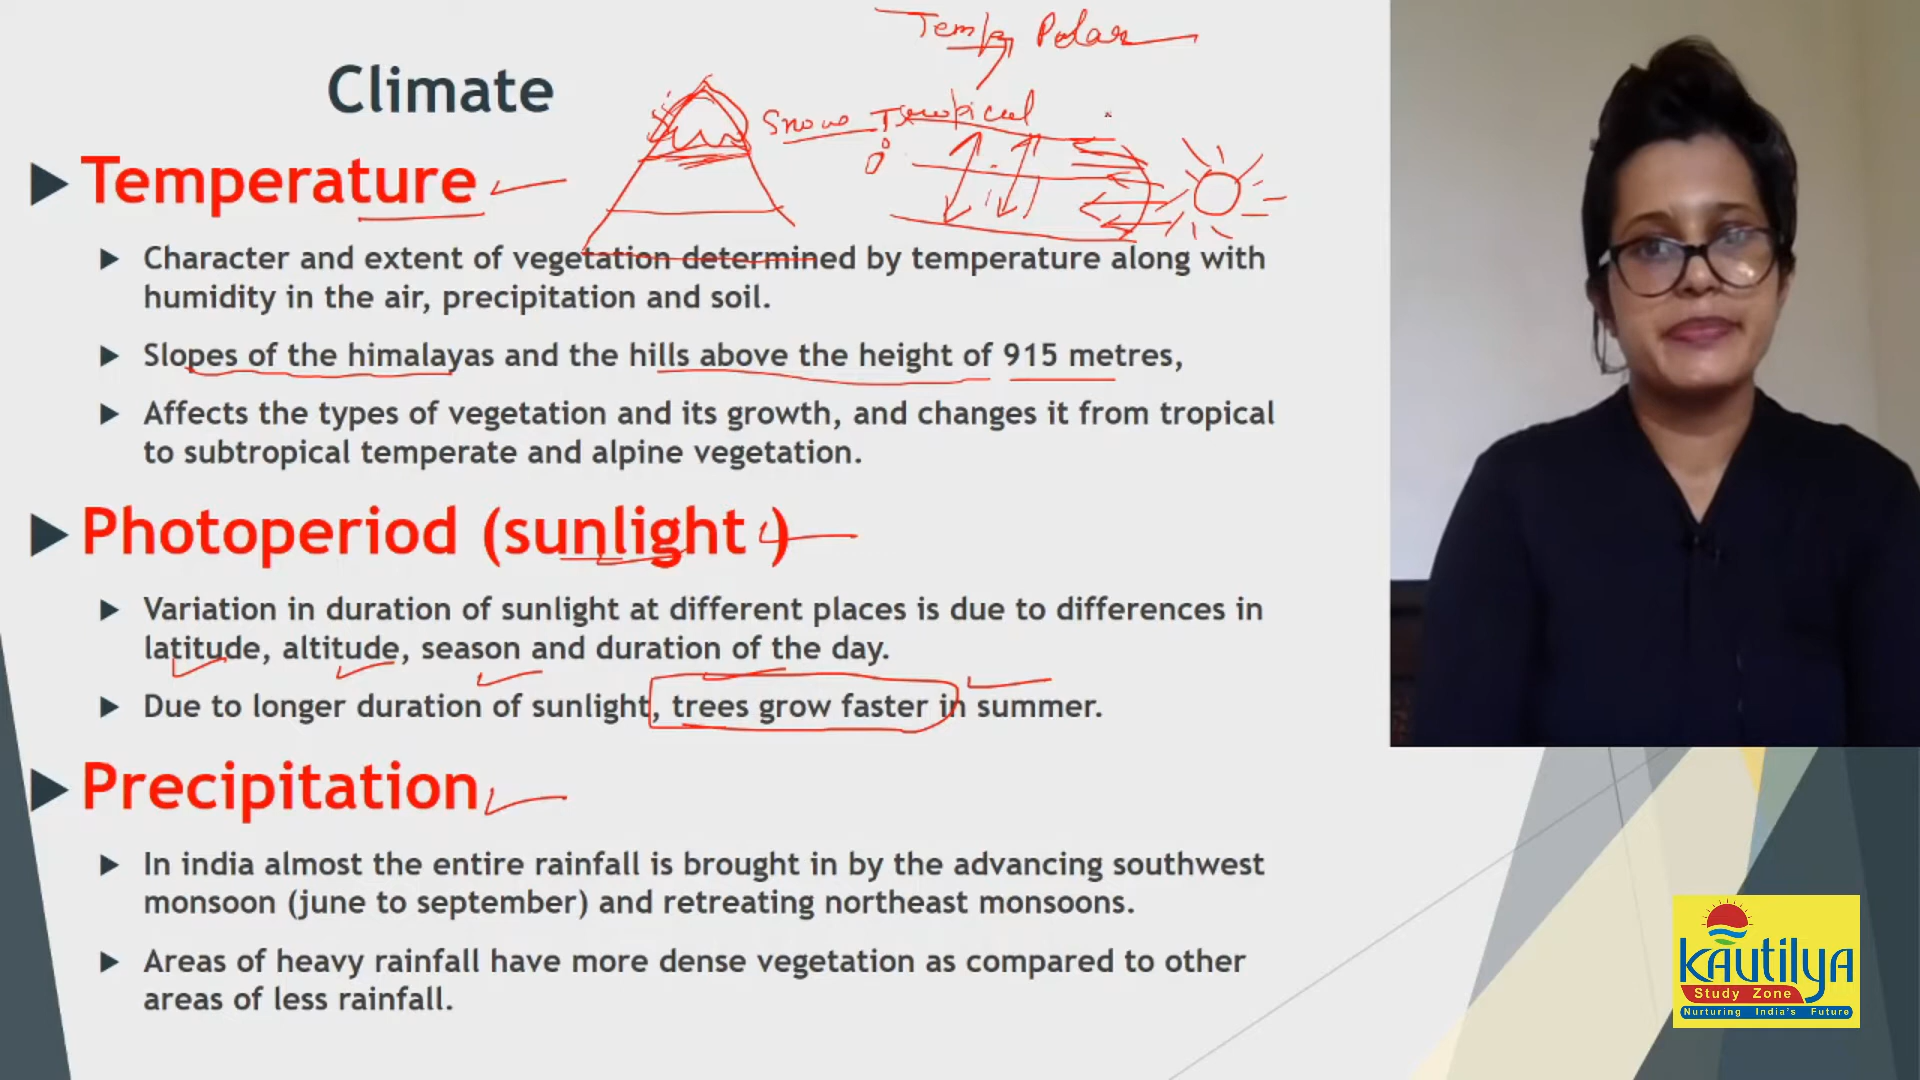 Temp Polar
Climate
Snow
Tropical
0°
Temperature
Character and extent of vegetation determined by temperature along with
humidity in the air, precipitation and soil.
Slopes of the himalayas and the hills above the height of 915 metres,
Affects the types of vegetation and its growth, and changes it from tropical
to subtropical temperate and alpine vegetation.
Photoperiod (sunlight )
Variation in duration of sunlight at different places is due to differences in
latitude, altitude, season and duration of the day.
Due to longer duration of sunlight, trees grow faster in summer.
Precipitation
In india almost the entire rainfall is brought in by the advancing southwest
monsoon (june to september) and retreating northeast monsoons.
Areas of heavy rainfall have more dense vegetation as compared to other
areas of less rainfall.
Kautilya
Study Zone
Nurturing India's Future